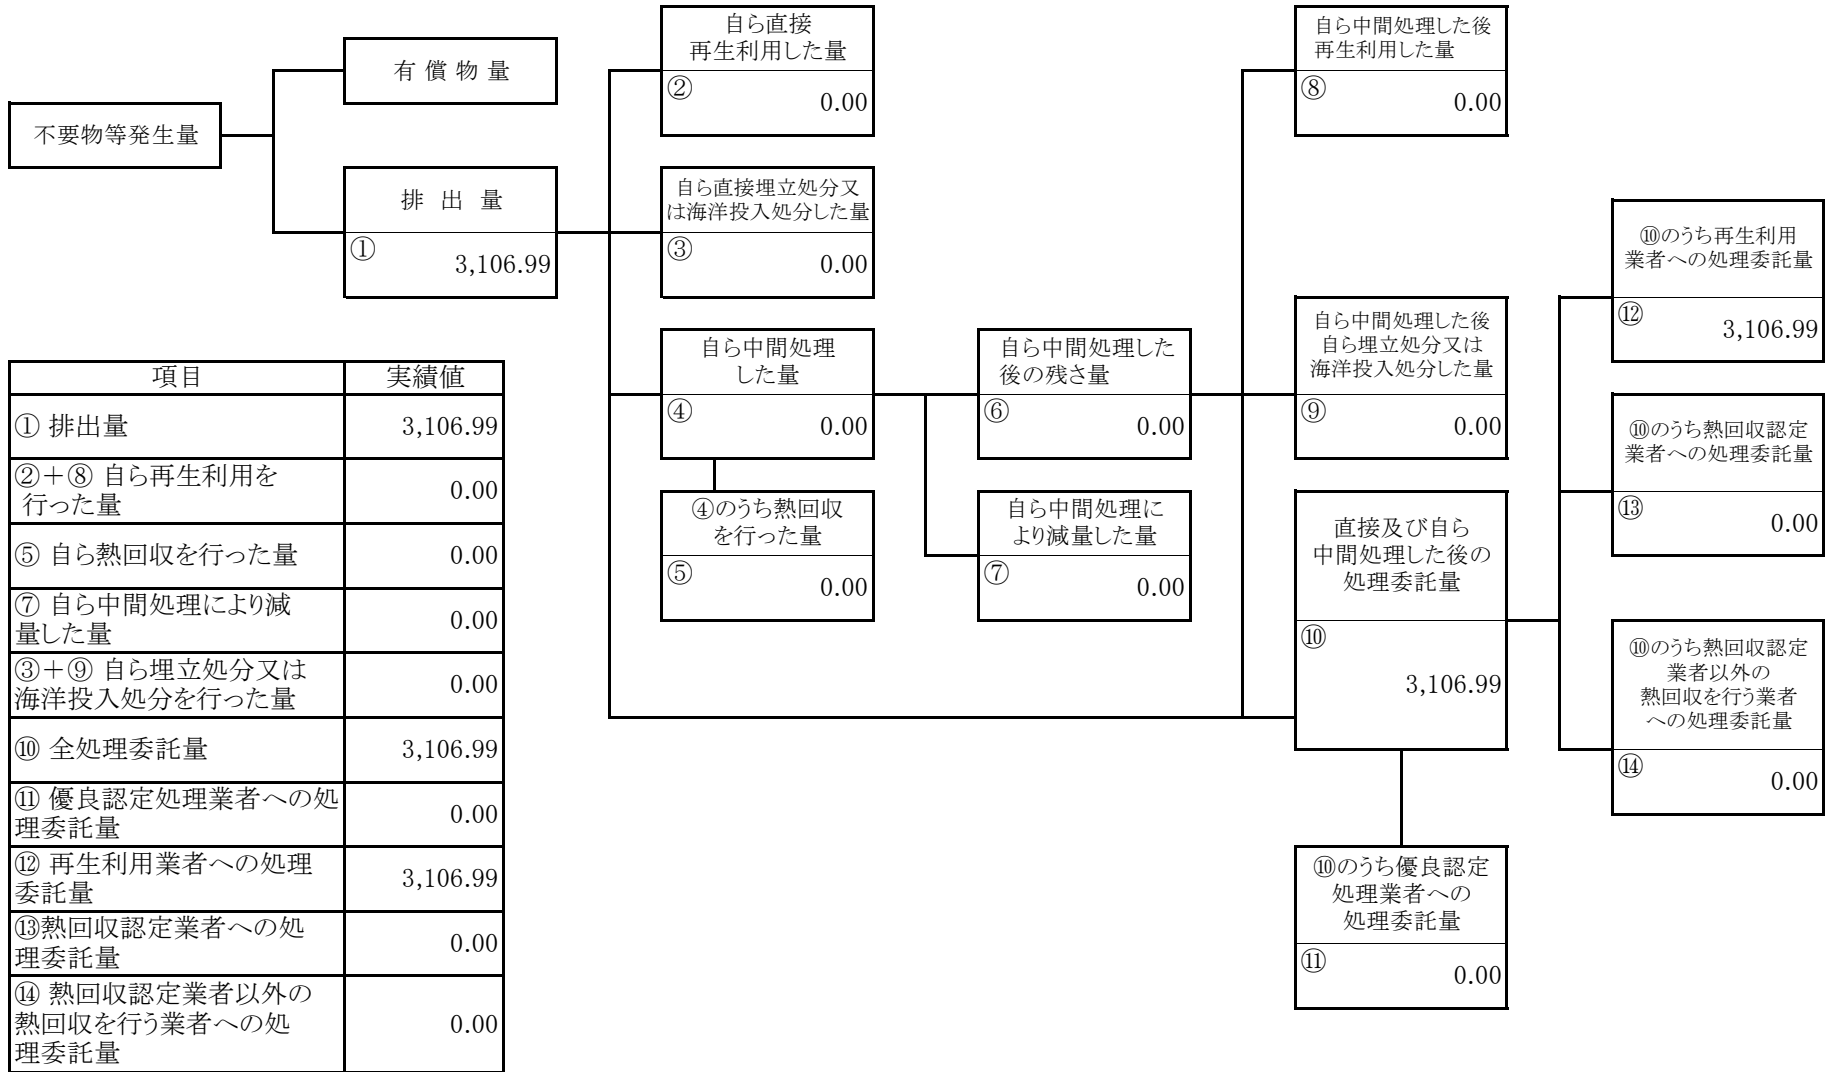 不要物等発生量
有 償 物 量
排 出 量
①
3,106.99
自ら直接
再生利用した量
②
0.00
自ら直接埋立処分又
は海洋投入処分した量
③
0.00
自ら中間処理
した量
④
0.00
④のうち熱回収
を行った量
⑤
0.00
自ら中間処理した
後の残さ量
⑥
0.00
自ら中間処理に
より減量した量
⑦
0.00
自ら中間処理した後
再生利用した量
⑧
0.00
自ら中間処理した後
自ら埋立処分又は
海洋投入処分した量
⑨
0.00
直接及び自ら
中間処理した後の
処理委託量
⑩
3,106.99
⑩のうち優良認定
処理業者への
処理委託量
⑪
0.00
⑩のうち再生利用
業者への処理委託量
⑫
3,106.99
⑩のうち熱回収認定
業者への処理委託量
⑬
0.00
⑩のうち熱回収認定
業者以外の
熱回収を行う業者
への処理委託量
⑭
0.00
項目 実績値
① 排出量 3,106.99
②＋⑧ 自ら再生利用を
行った量
0.00
⑤ 自ら熱回収を行った量 0.00
⑦ 自ら中間処理により減
量した量
0.00
③＋⑨ 自ら埋立処分又は
海洋投入処分を行った量
0.00
⑩ 全処理委託量 3,106.99
⑪ 優良認定処理業者への処
理委託量
0.00
⑫ 再生利用業者への処理
委託量
3,106.99
⑬熱回収認定業者への処
理委託量
0.00
⑭ 熱回収認定業者以外の
熱回収を行う業者への処
理委託量
0.00